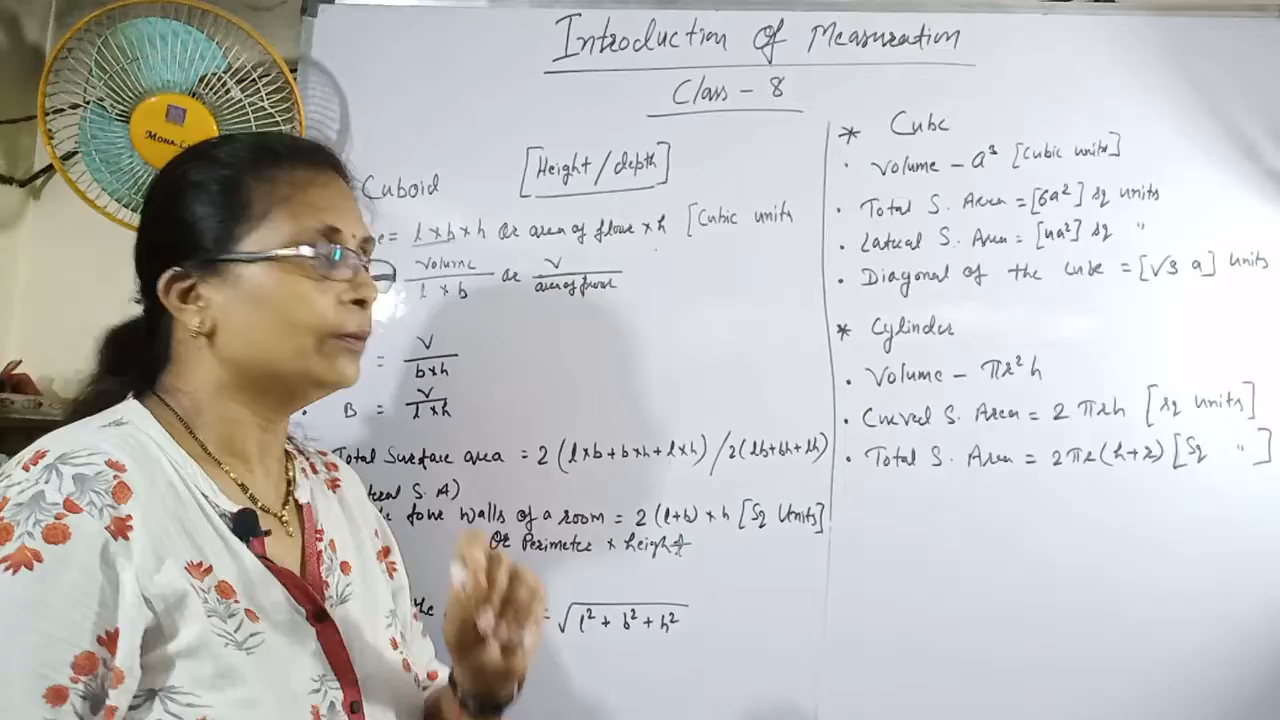 Introduction Of Measuration
Class - 8
[Height / depth]
Cuboid
e = l × b × h or area of floor × h [Cubic units
volume / l × b or V / area of floor
= V / b×h
B = V / l × h
Total Surface area = 2 (l×b + b×h + l×h) / 2(lb+bh+lh)
S. A)
four walls of a room = 2 (l+b) × h [Sq Units]
Or Perimeter × height
the = √l² + b² + h²
* Cube
• Volume - a³ [Cubic units]
• Total S. Area = [6a²] sq units
• Lateral S. Area = [4a²] sq "
• Diagonal of the cube = [√3 a] units
* Cylinder
• Volume - πr²h
• Curved S. Area = 2πrh [sq units]
• Total S. Area = 2πr(h+r) [Sq "]
MONA-L